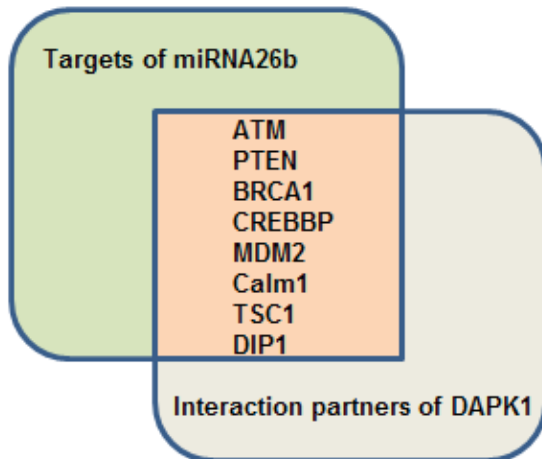 Targets of miRNA26b
ATM
PTEN
BRCA1
CREBBP
MDM2
Calm1
TSC1
DIP1
Interaction partners of DAPK1